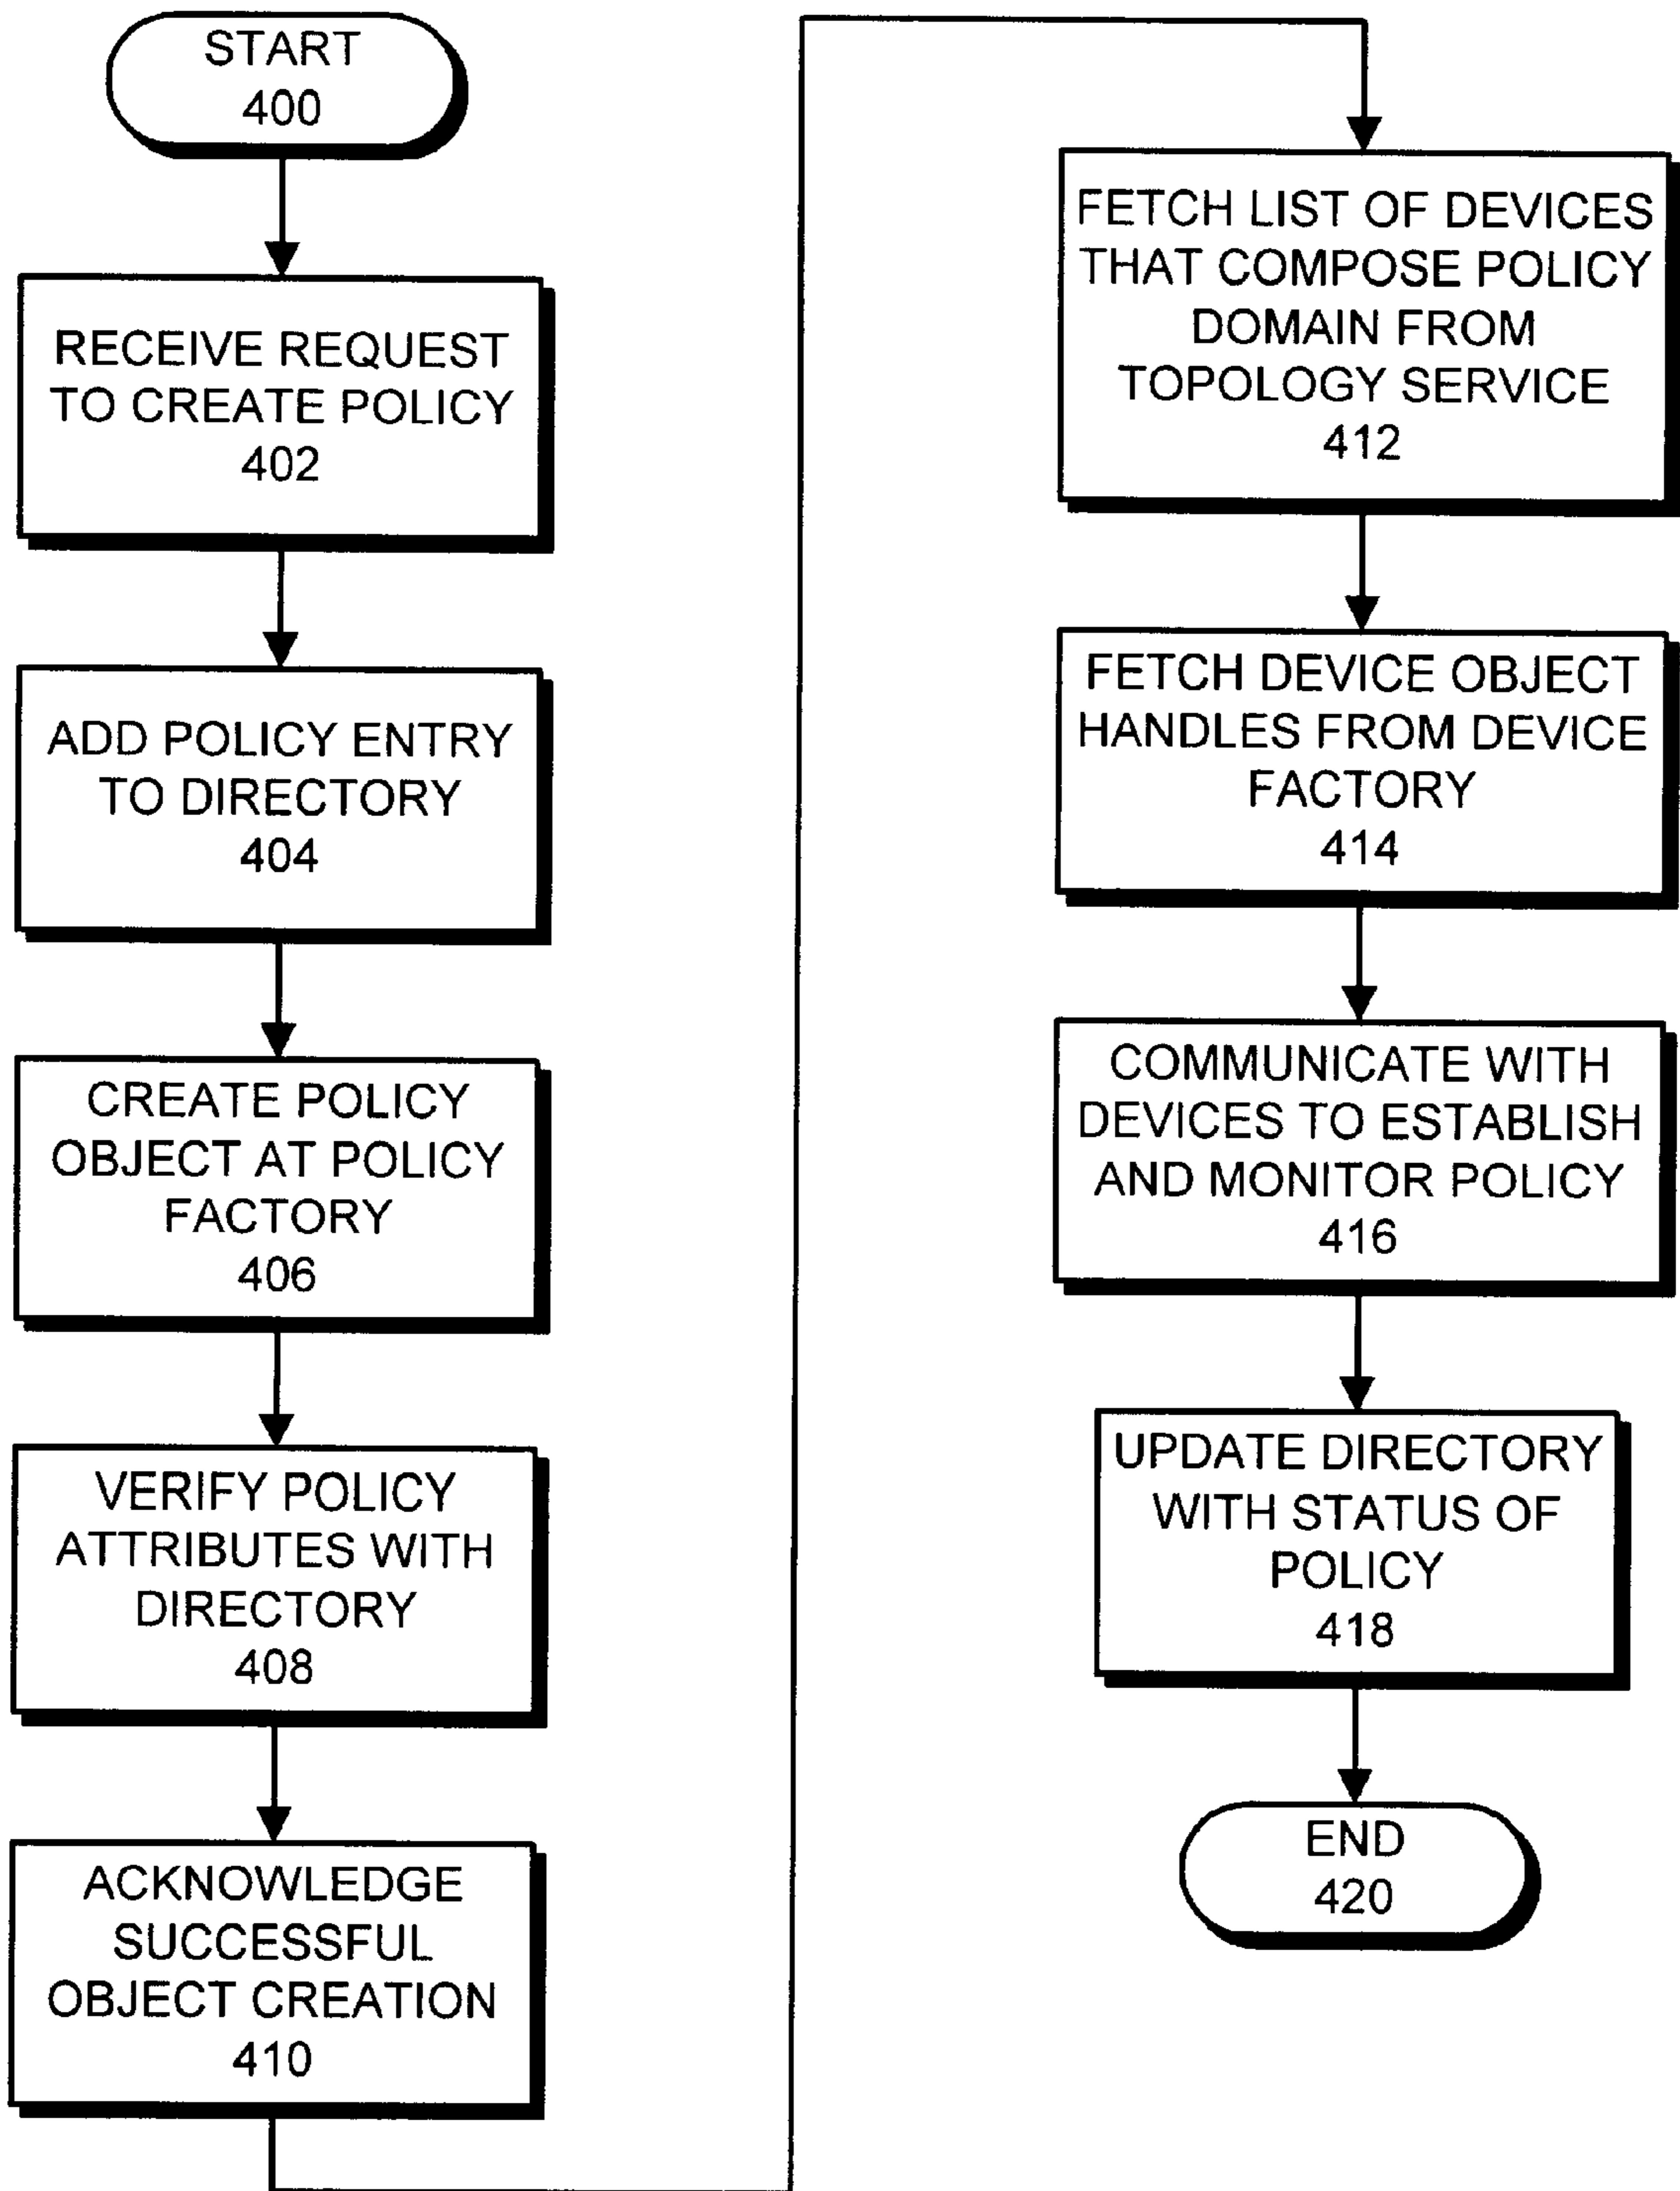 START
400
RECEIVE REQUEST
TO CREATE POLICY
402
ADD POLICY ENTRY
TO DIRECTORY
404
CREATE POLICY
OBJECT AT POLICY
FACTORY
406
VERIFY POLICY
ATTRIBUTES WITH
DIRECTORY
408
ACKNOWLEDGE
SUCCESSFUL
OBJECT CREATION
410
FETCH LIST OF DEVICES
THAT COMPOSE POLICY
DOMAIN FROM
TOPOLOGY SERVICE
412
FETCH DEVICE OBJECT
HANDLES FROM DEVICE
FACTORY
414
COMMUNICATE WITH
DEVICES TO ESTABLISH
AND MONITOR POLICY
416
UPDATE DIRECTORY
WITH STATUS OF
POLICY
418
END
420